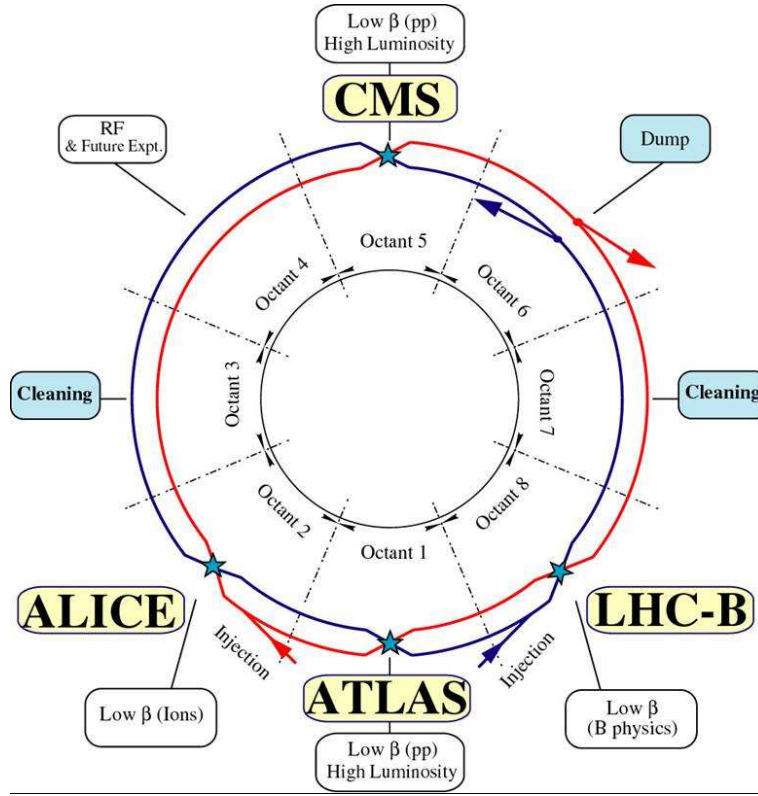 Low β (pp)
High Luminosity
CMS
RF
& Future Expt.
Dump
Octant 5
Octant 4
Octant 6
Cleaning
Octant 3
Octant 7
Cleaning
Octant 2
Octant 8
Octant 1
ALICE
LHC-B
Injection
Injection
ATLAS
Low β (Ions)
Low β
(B physics)
Low β (pp)
High Luminosity